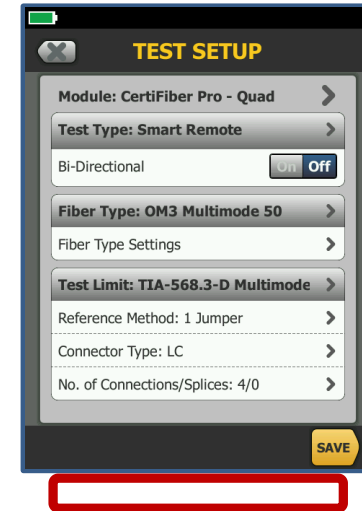 TEST SETUP
Module: CertiFiber Pro - Quad
Test Type: Smart Remote
Bi-Directional On Off
Fiber Type: OM3 Multimode 50
Fiber Type Settings
Test Limit: TIA-568.3-D Multimode
Reference Method: 1 Jumper
Connector Type: LC
No. of Connections/Splices: 4/0
SAVE